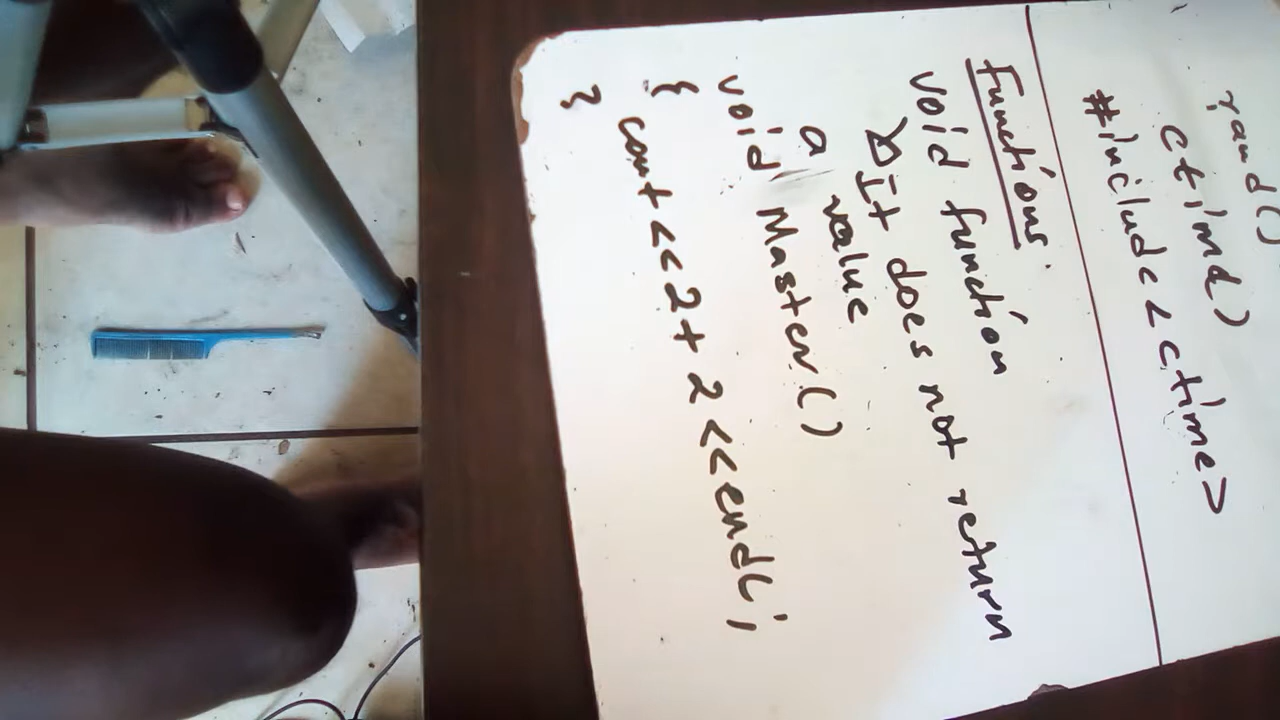 rand()
ctime)
#include<ctime>
Functions.
void function
It does not return
a value
void Master()
{
cout<<2+2<<endl;
}